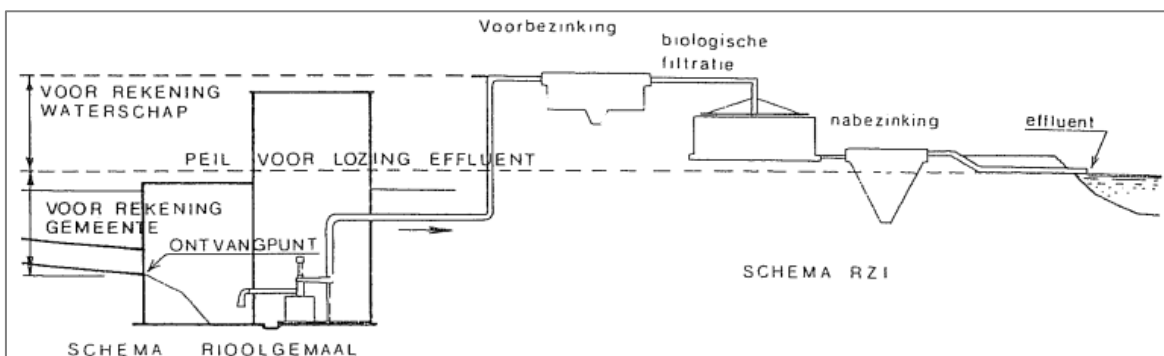 Voorbezinking
biologische
filtratie
VOOR REKENING
WATERSCHAP
nabezinking
effluent
PEIL VOOR LOZING EFFLUENT
VOOR REKENING
GEMEENTE
ONTVANGPUNT
SCHEMA RZI
SCHEMA RIOOLGEMAAL